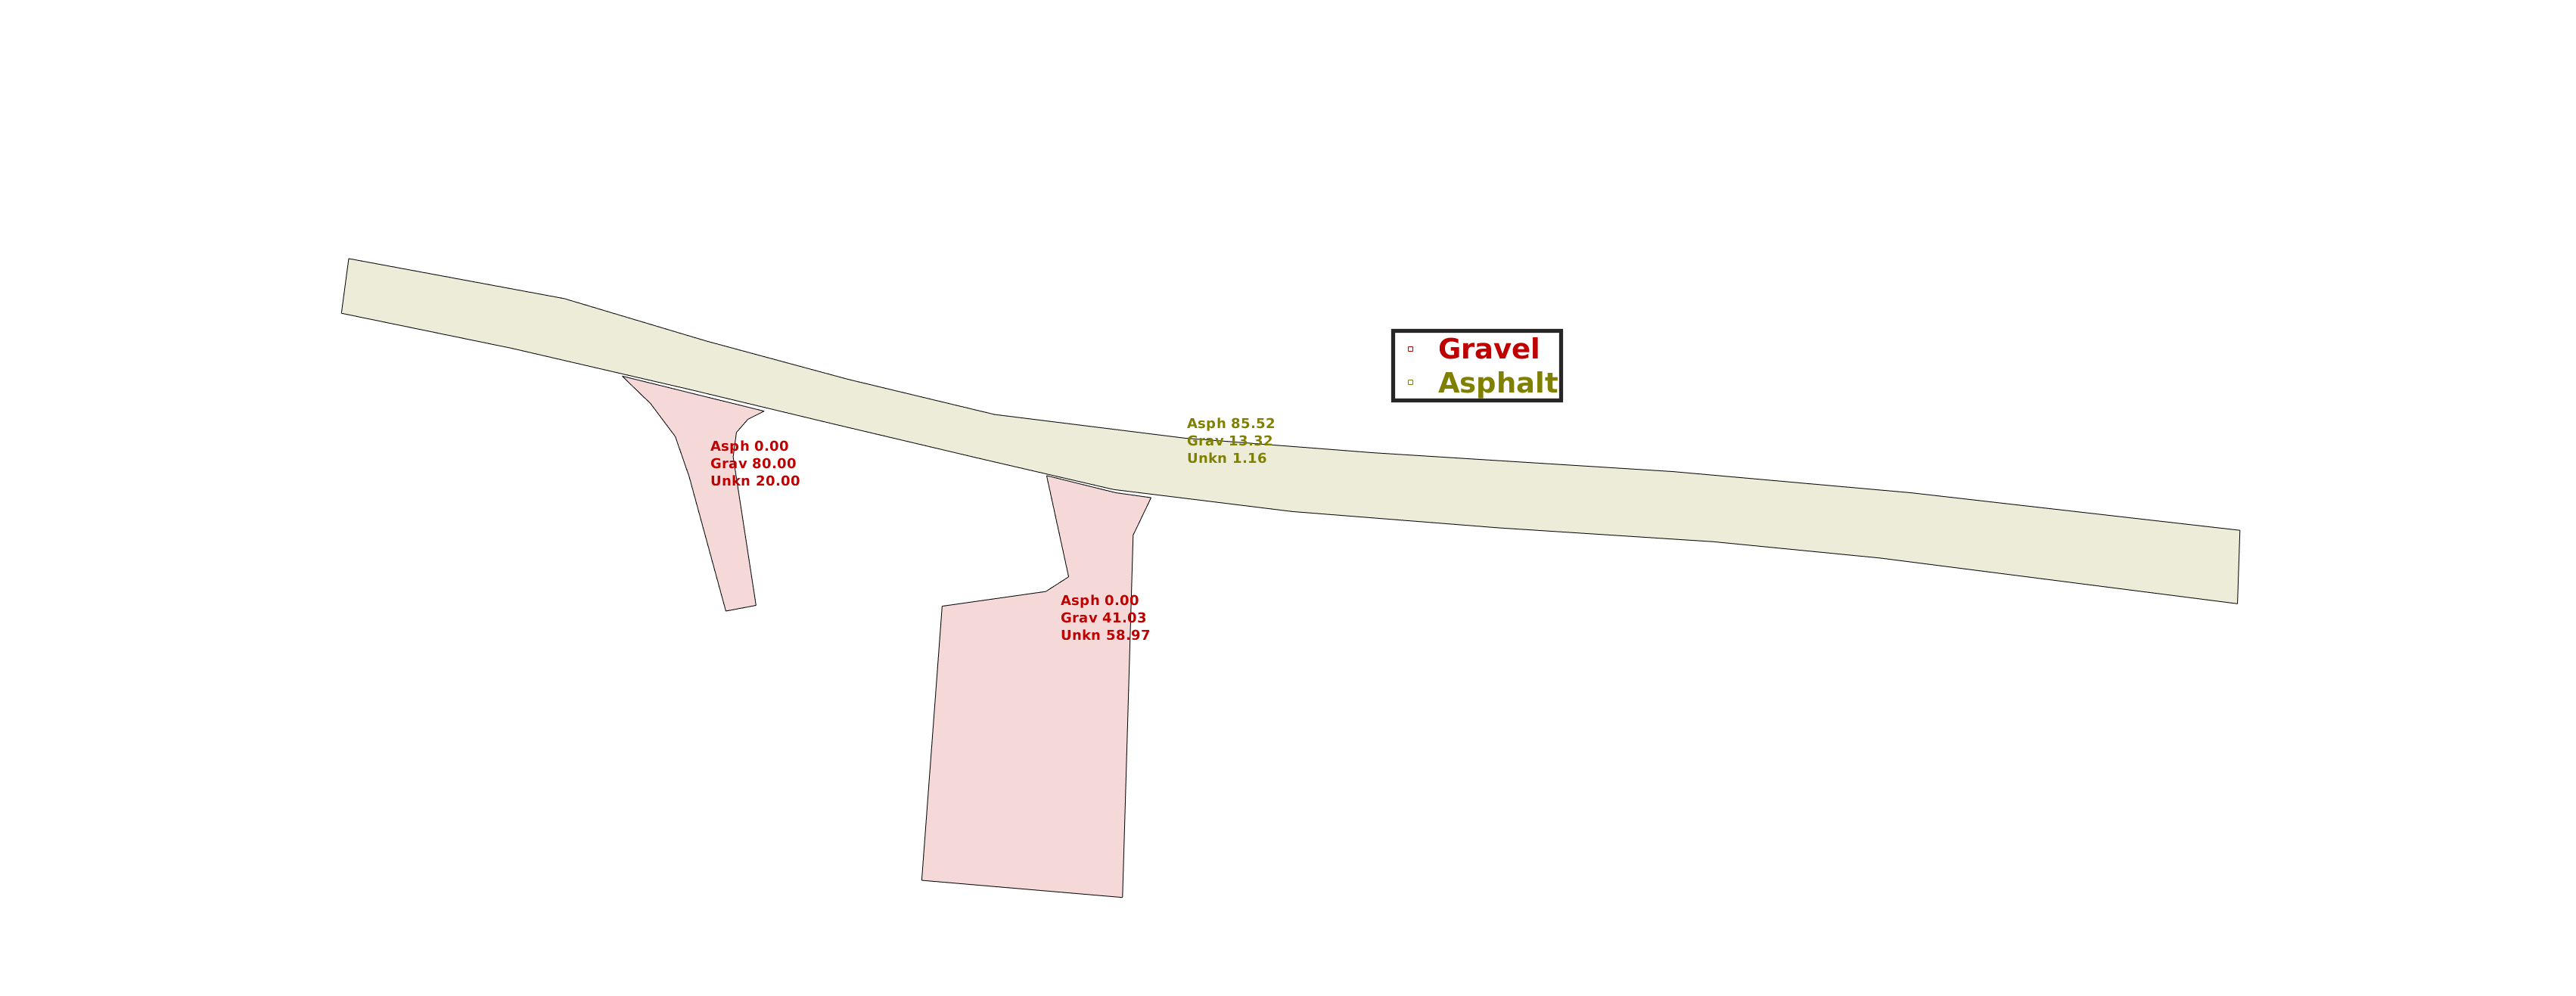 Gravel
Asphalt
Asph 85.52
Grav 13.32
Unkn 1.16
Asph 0.00
Grav 80.00
Unkn 20.00
Asph 0.00
Grav 41.03
Unkn 58.97